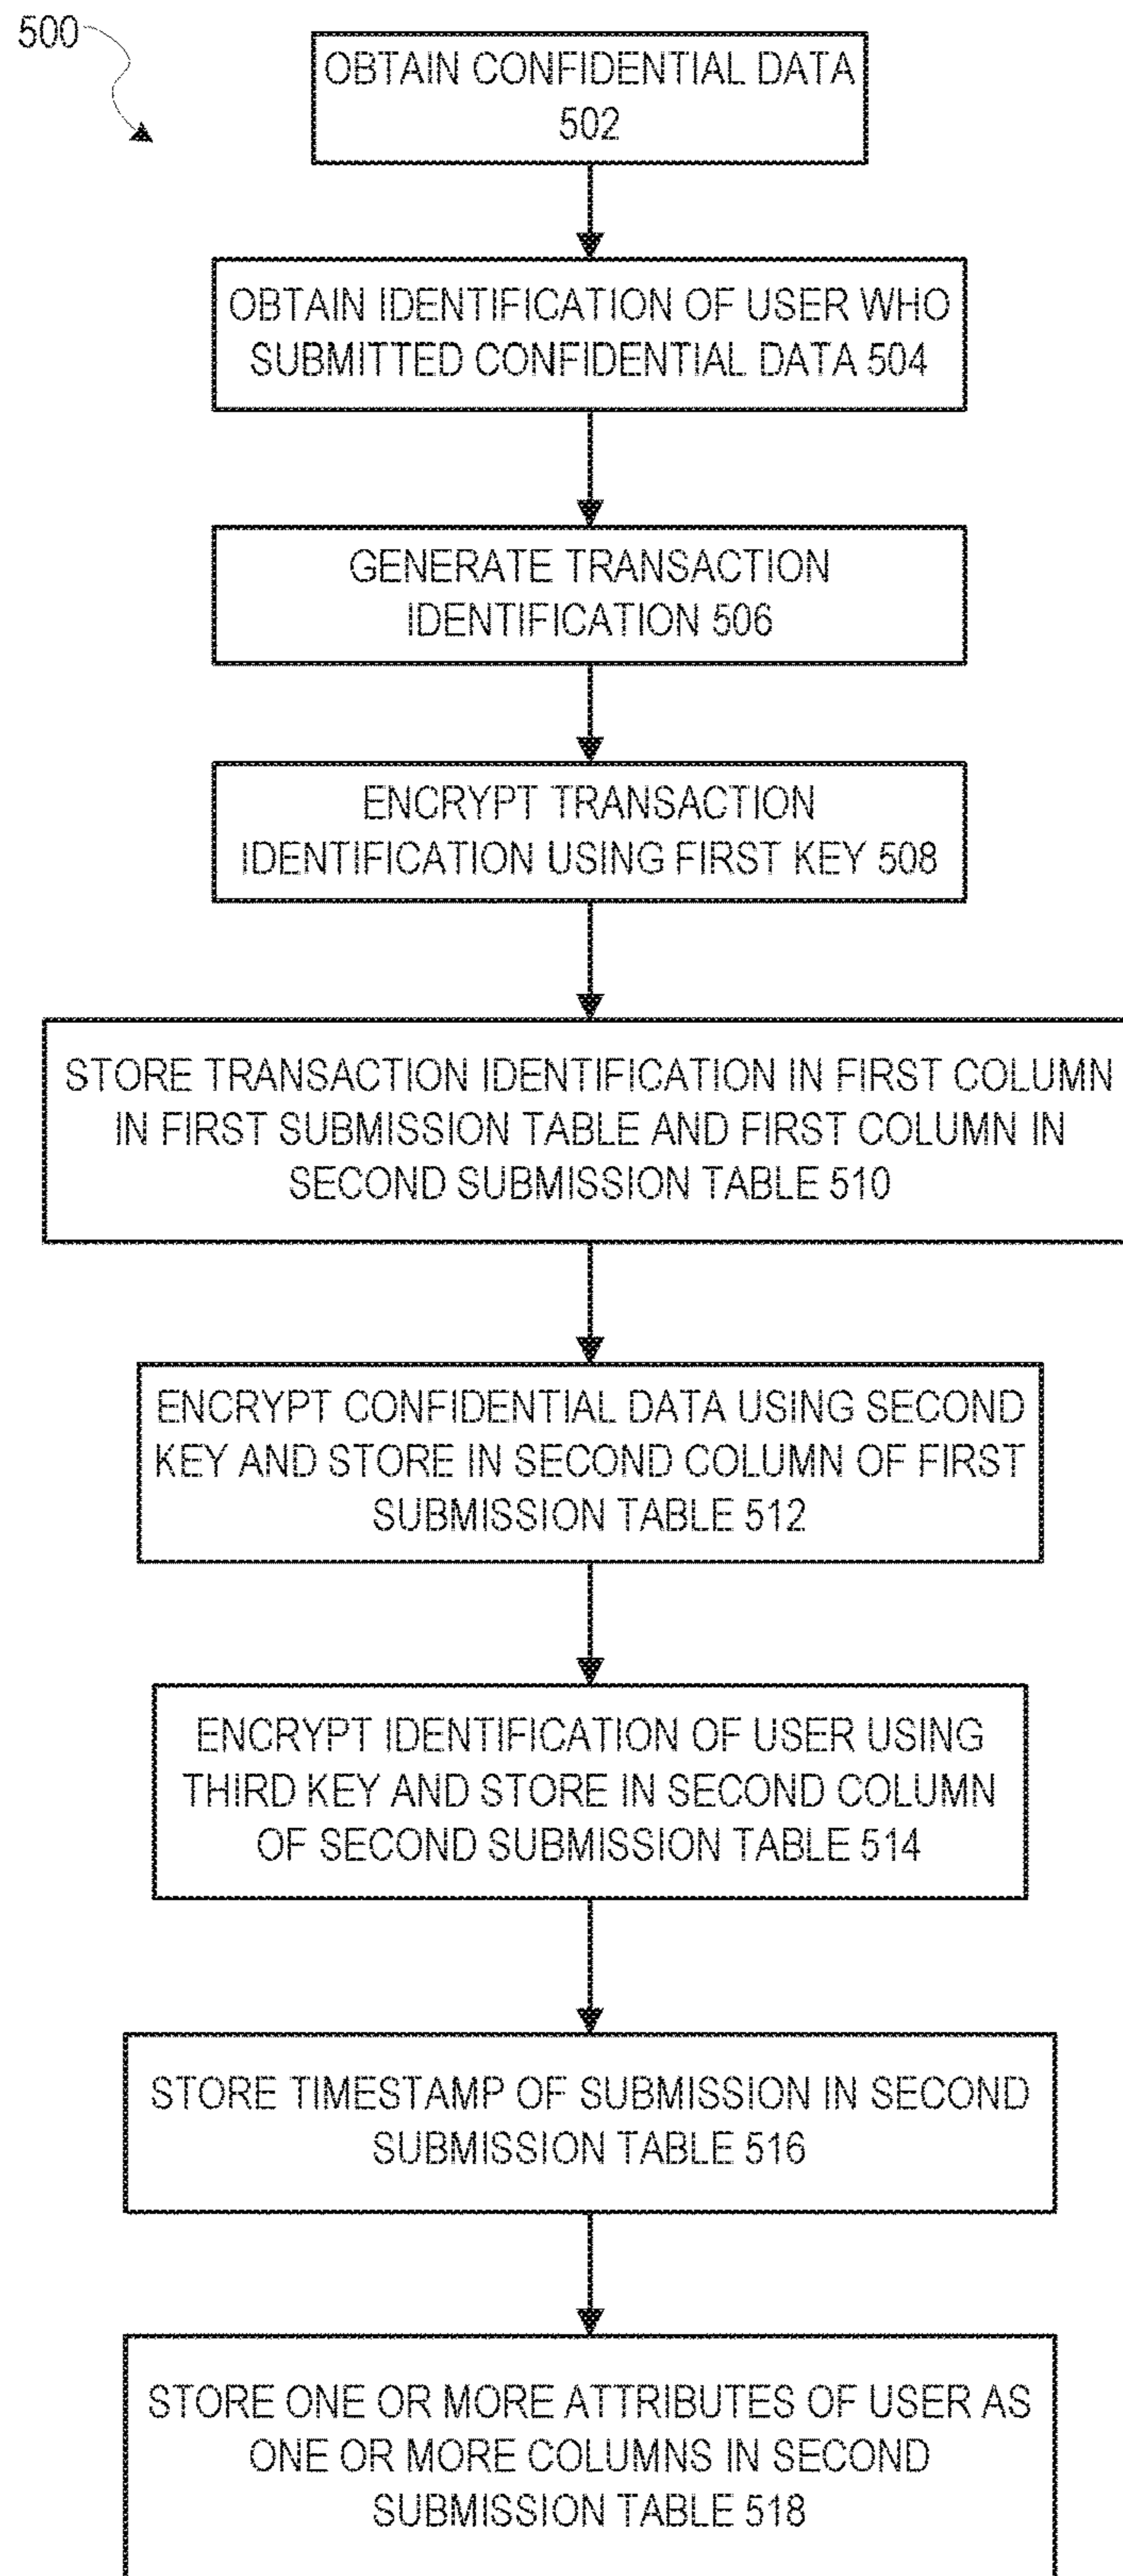 500
OBTAIN CONFIDENTIAL DATA
502
OBTAIN IDENTIFICATION OF USER WHO
SUBMITTED CONFIDENTIAL DATA 504
GENERATE TRANSACTION
IDENTIFICATION 506
ENCRYPT TRANSACTION
IDENTIFICATION USING FIRST KEY 508
STORE TRANSACTION IDENTIFICATION IN FIRST COLUMN
IN FIRST SUBMISSION TABLE AND FIRST COLUMN IN
SECOND SUBMISSION TABLE 510
ENCRYPT CONFIDENTIAL DATA USING SECOND
KEY AND STORE IN SECOND COLUMN OF FIRST
SUBMISSION TABLE 512
ENCRYPT IDENTIFICATION OF USER USING
THIRD KEY AND STORE IN SECOND COLUMN
OF SECOND SUBMISSION TABLE 514
STORE TIMESTAMP OF SUBMISSION IN SECOND
SUBMISSION TABLE 516
STORE ONE OR MORE ATTRIBUTES OF USER AS
ONE OR MORE COLUMNS IN SECOND
SUBMISSION TABLE 518